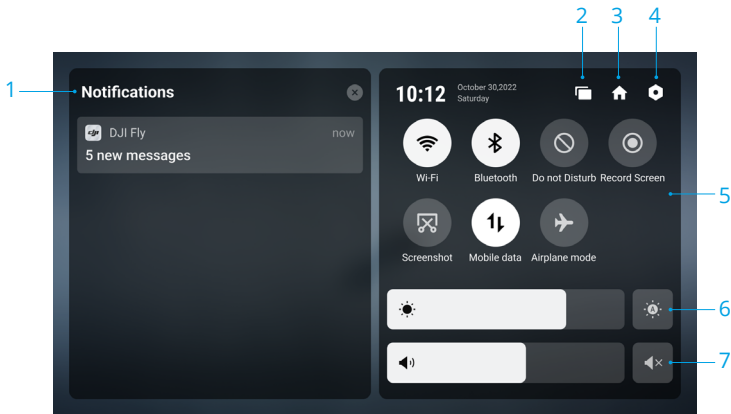 2 3 4
1
Notifications
10:12
October 30,2022
Saturday
dji DJI Fly now
5 new messages
Wi-Fi Bluetooth Do not Disturb Record Screen
5
Screenshot Mobile data Airplane mode
A
6
7